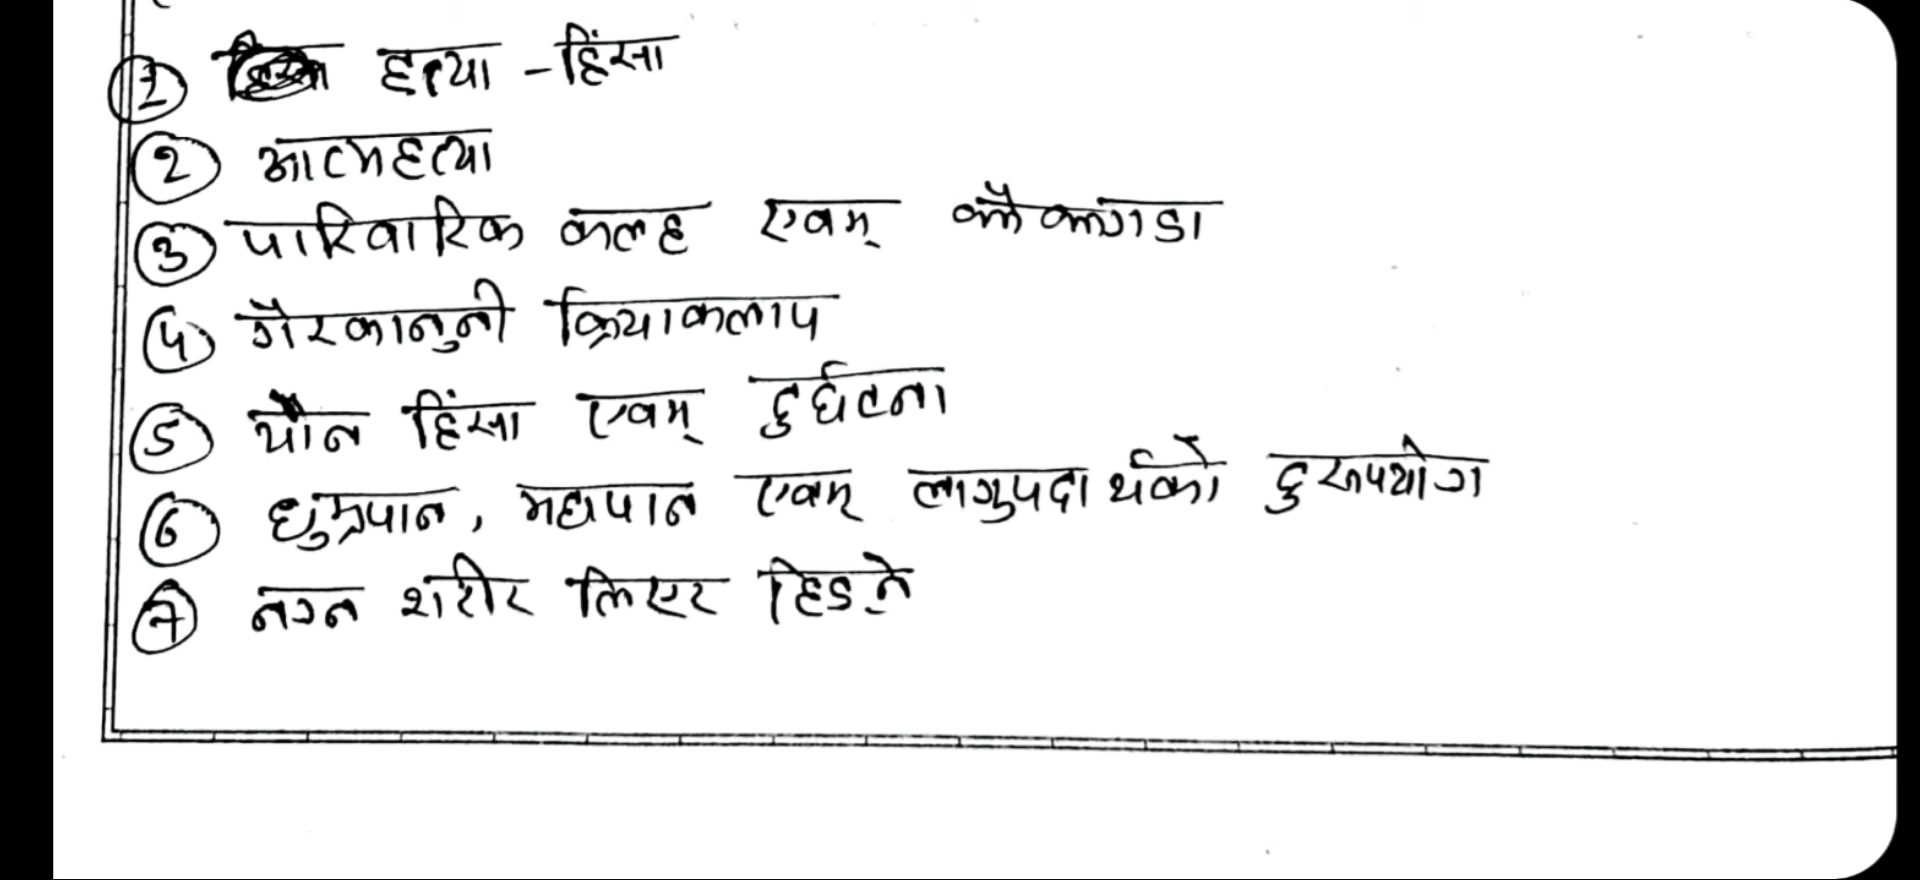 ① हत्या - हिंसा
② आत्महत्या
③ पारिवारिक कलह एवम्
④ गैरकानुनी क्रियाकलाप
⑤ यौन हिंसा एवम् दुर्घटना
⑥ धुम्रपान, मद्यपान एवम् लागुपदार्थको दुरूपयोग
⑦ नग्न शरीर लिएर हिड्ने